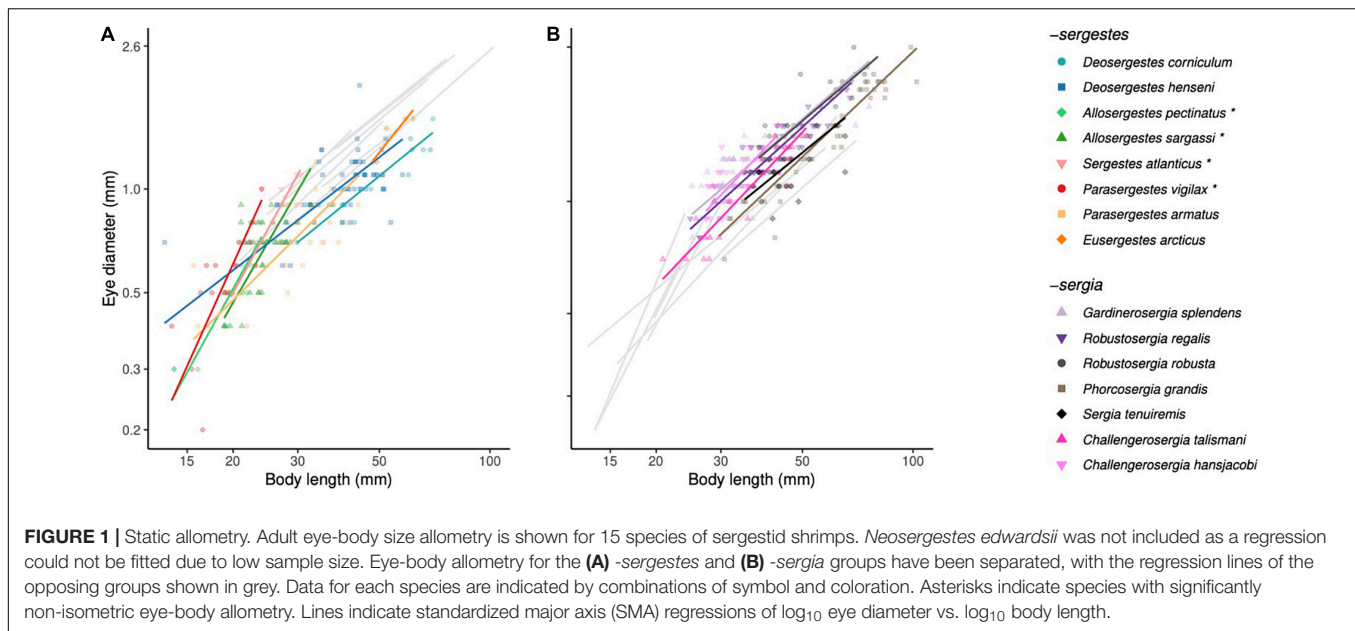 A
B
2.6
1.0
0.5
0.3
0.2
Eye diameter (mm)
15 20 30 50 100
Body length (mm)
15 20 30 50 100
Body length (mm)
-sergestes
Deosergestes corniculum
Deosergestes henseni
Allosergestes pectinatus *
Allosergestes sargassi *
Sergestes atlanticus *
Parasergestes vigilax *
Parasergestes armatus
Eusergestes arcticus
-sergia
Gardinerosergia splendens
Robustosergia regalis
Robustosergia robusta
Phorcosergia grandis
Sergia tenuiremis
Challengerosergia talismani
Challengerosergia hansjacobi
FIGURE 1 | Static allometry. Adult eye-body size allometry is shown for 15 species of sergestid shrimps. Neosergestes edwardsii was not included as a regression
could not be fitted due to low sample size. Eye-body allometry for the (A) -sergestes and (B) -sergia groups have been separated, with the regression lines of the
opposing groups shown in grey. Data for each species are indicated by combinations of symbol and coloration. Asterisks indicate species with significantly
non-isometric eye-body allometry. Lines indicate standardized major axis (SMA) regressions of log10 eye diameter vs. log10 body length.